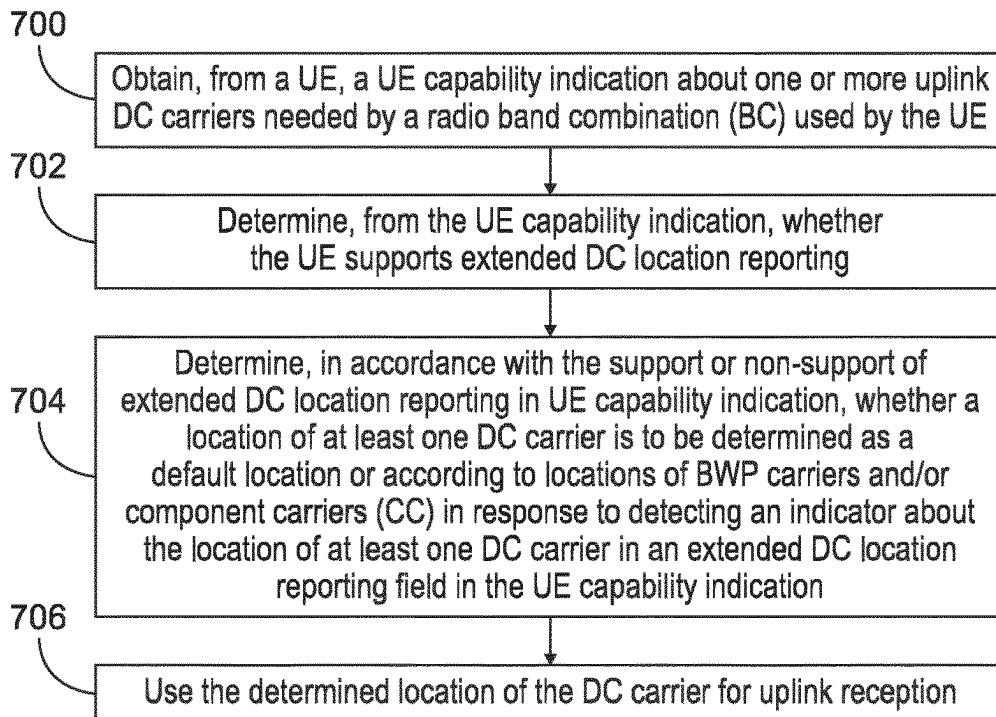 700
Obtain, from a UE, a UE capability indication about one or more uplink
DC carriers needed by a radio band combination (BC) used by the UE
702
Determine, from the UE capability indication, whether
the UE supports extended DC location reporting
704
Determine, in accordance with the support or non-support of
extended DC location reporting in UE capability indication, whether a
location of at least one DC carrier is to be determined as a
default location or according to locations of BWP carriers and/or
component carriers (CC) in response to detecting an indicator about
the location of at least one DC carrier in an extended DC location
reporting field in the UE capability indication
706
Use the determined location of the DC carrier for uplink reception